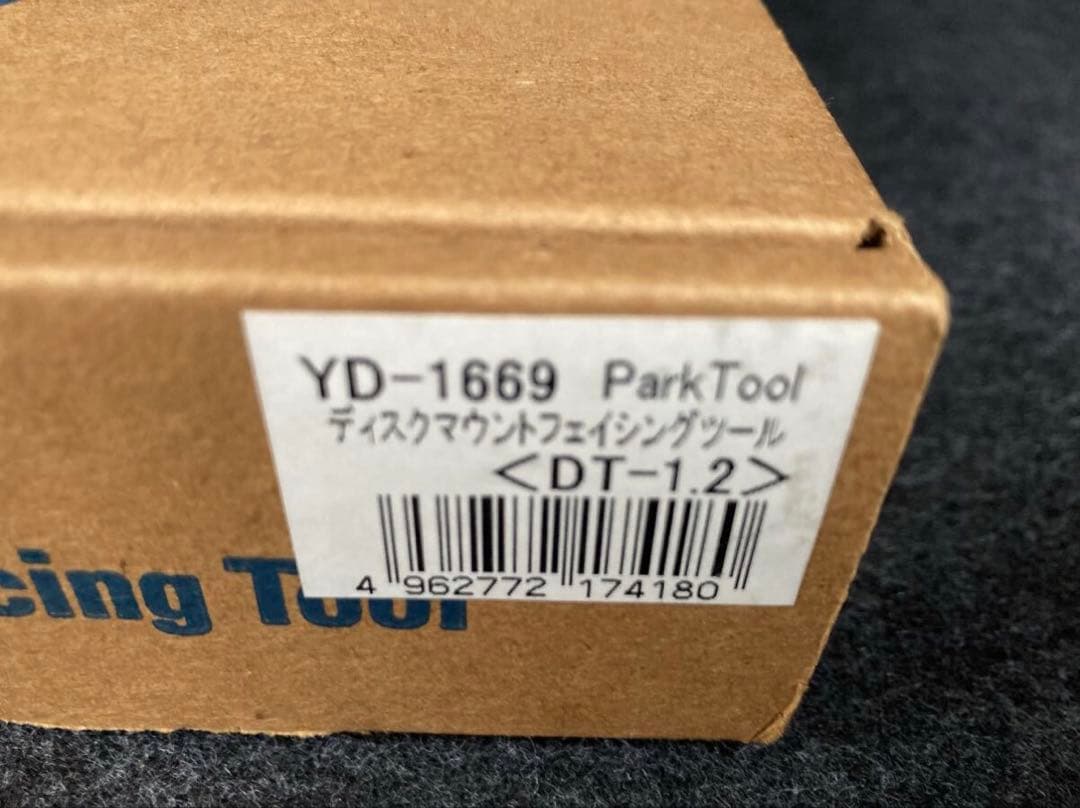 YD-1669 ParkTool
ディスクマウントフェイシングツール
<DT-1.2>
4 962772 174180
cing Tool